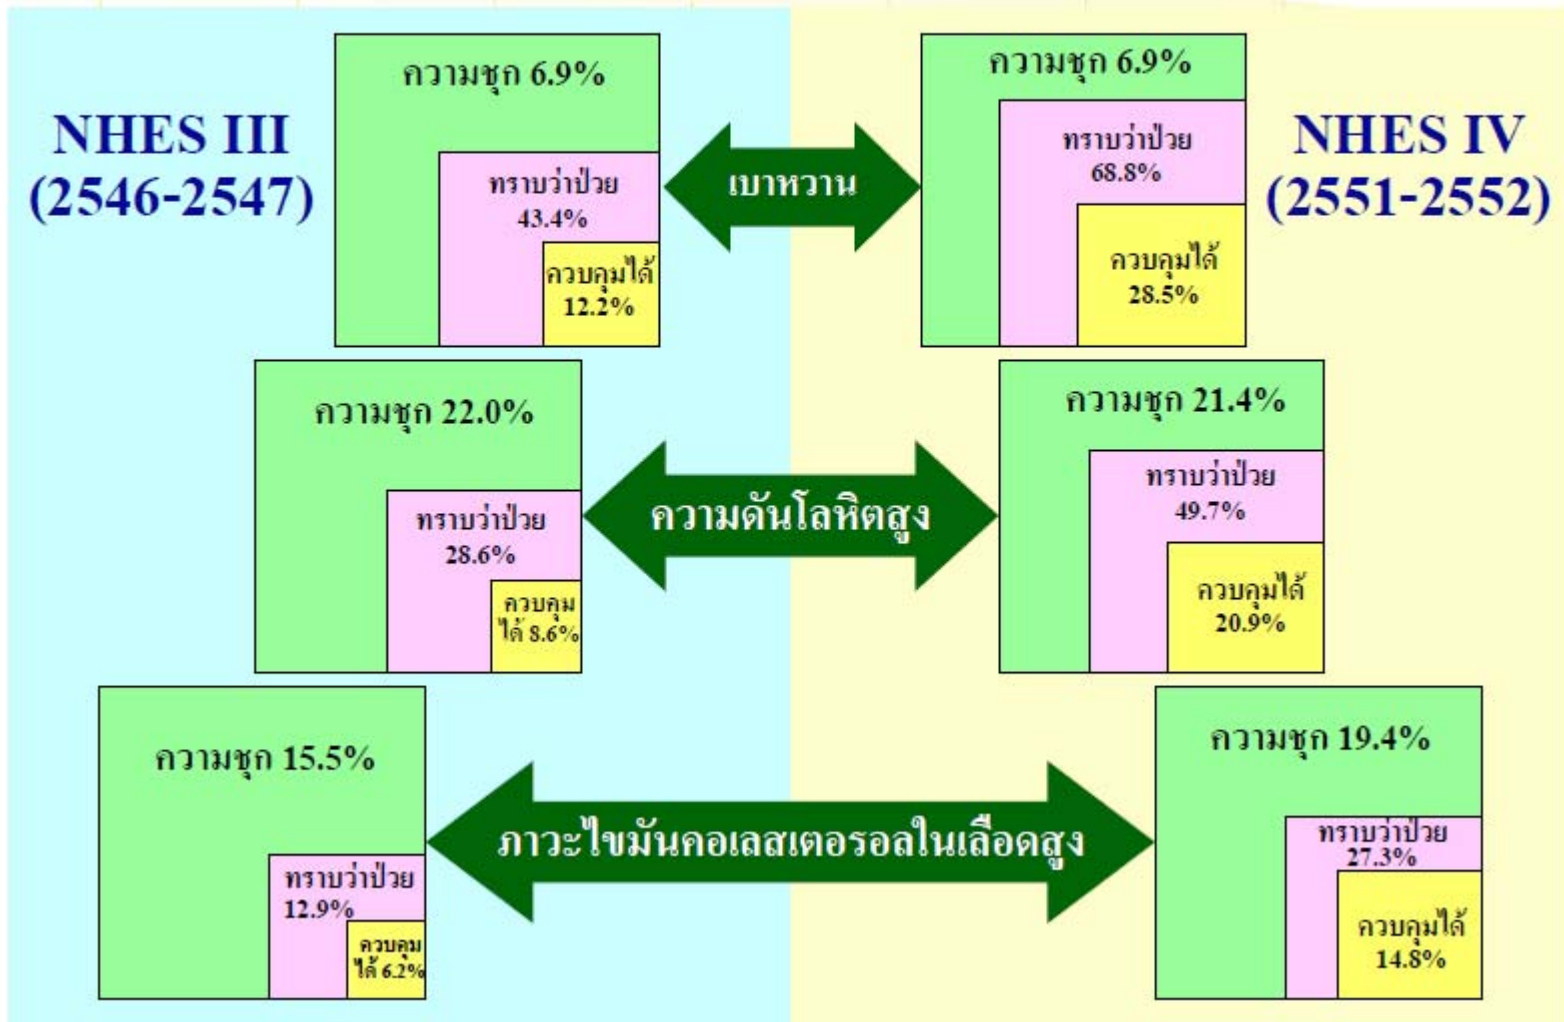 NHES III
(2546-2547)
ความชุก 6.9%
ทราบว่าป่วย
43.4%
ควบคุมได้
12.2%
เบาหวาน
ความชุก 6.9%
ทราบว่าป่วย
68.8%
ควบคุมได้
28.5%
NHES IV
(2551-2552)
ความชุก 22.0%
ทราบว่าป่วย
28.6%
ควบคุม
ได้ 8.6%
ความดันโลหิตสูง
ความชุก 21.4%
ทราบว่าป่วย
49.7%
ควบคุมได้
20.9%
ความชุก 15.5%
ทราบว่าป่วย
12.9%
ควบคุม
ได้ 6.2%
ภาวะไขมันคอเลสเตอรอลในเลือดสูง
ความชุก 19.4%
ทราบว่าป่วย
27.3%
ควบคุมได้
14.8%